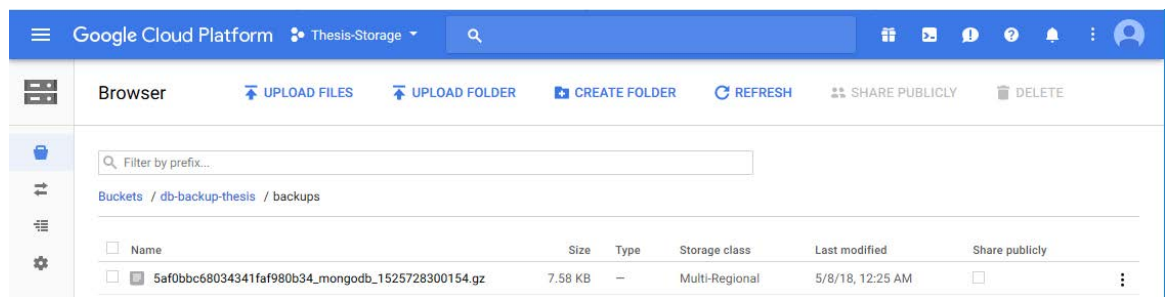 Google Cloud Platform Thesis-Storage
Browser UPLOAD FILES UPLOAD FOLDER CREATE FOLDER REFRESH SHARE PUBLICLY DELETE
Filter by prefix...
Buckets / db-backup-thesis / backups
Name Size Type Storage class Last modified Share publicly
5af0bbc68034341faf980b34_mongodb_1525728300154.gz 7.58 KB — Multi-Regional 5/8/18, 12:25 AM